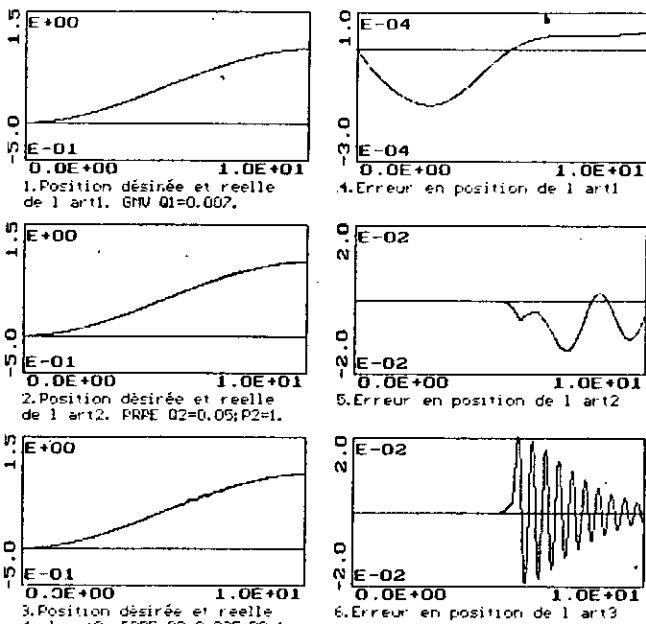 1.5
E+00
-5.0
E-01
0.0E+00 1.0E+01
1.Position désirée et reelle
de l art1. GMV Q1=0.007.
1.0
E-04
-3.0
E-04
0.0E+00 1.0E+01
4.Erreur en position de l art1
1.5
E+00
-5.0
E-01
0.0E+00 1.0E+01
2.Position désirée et reelle
de l art2. PRPE Q2=0.05;P2=1.
2.0
E-02
-2.0
E-02
0.0E+00 1.0E+01
5.Erreur en position de l art2
1.5
E+00
-5.0
E-01
0.0E+00 1.0E+01
3.Position désirée et reelle
2.0
E-02
-2.0
E-02
0.0E+00 1.0E+01
6.Erreur en position de l art3